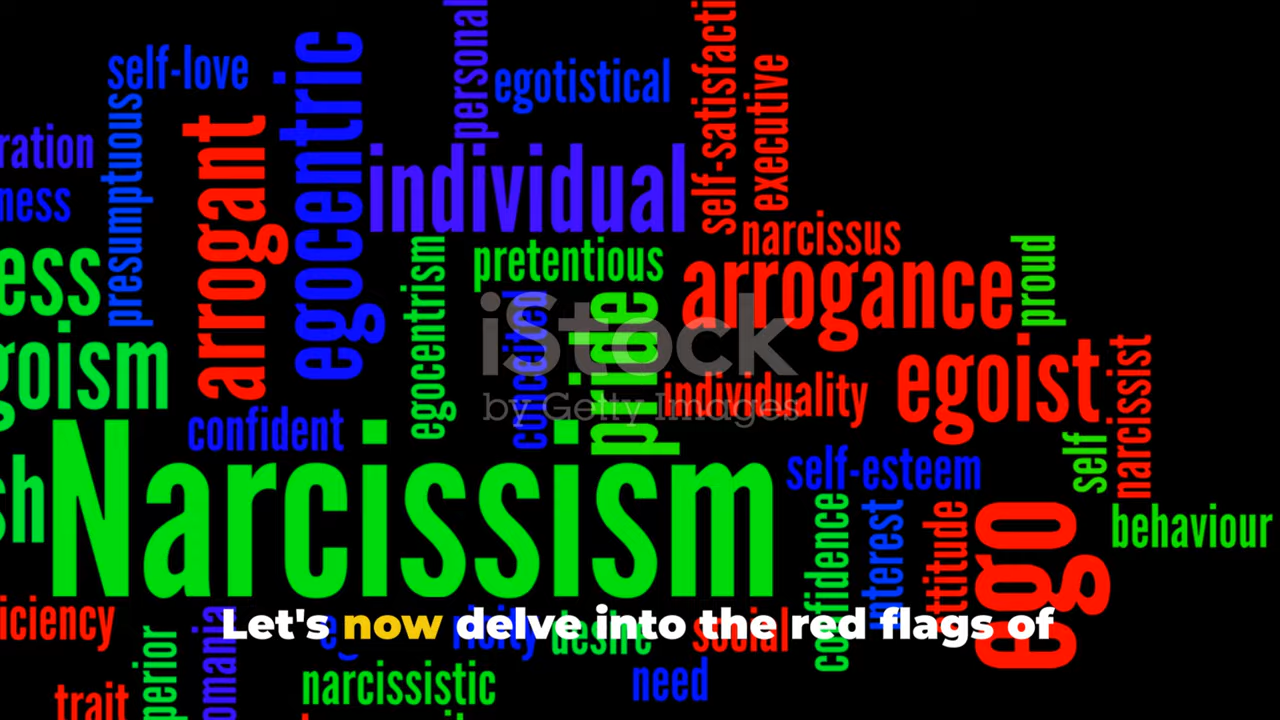 self-love
personal
egotistical
self-satisfacti
executive
ration
ness
presumptuous
arrogant
egocentric
individual
narcissus
pretentious
arrogance
proud
ess
egocentrism
conceited
pride
iStock
by Getty Images
goism
individuality
egoist
narcissist
confident
self
sh
Narcissism
self-esteem
confidence
interest
attitude
ego
behaviour
iciency
Let's now delve into the red flags of
desire
social
perior
omania
narcissistic
need
trait